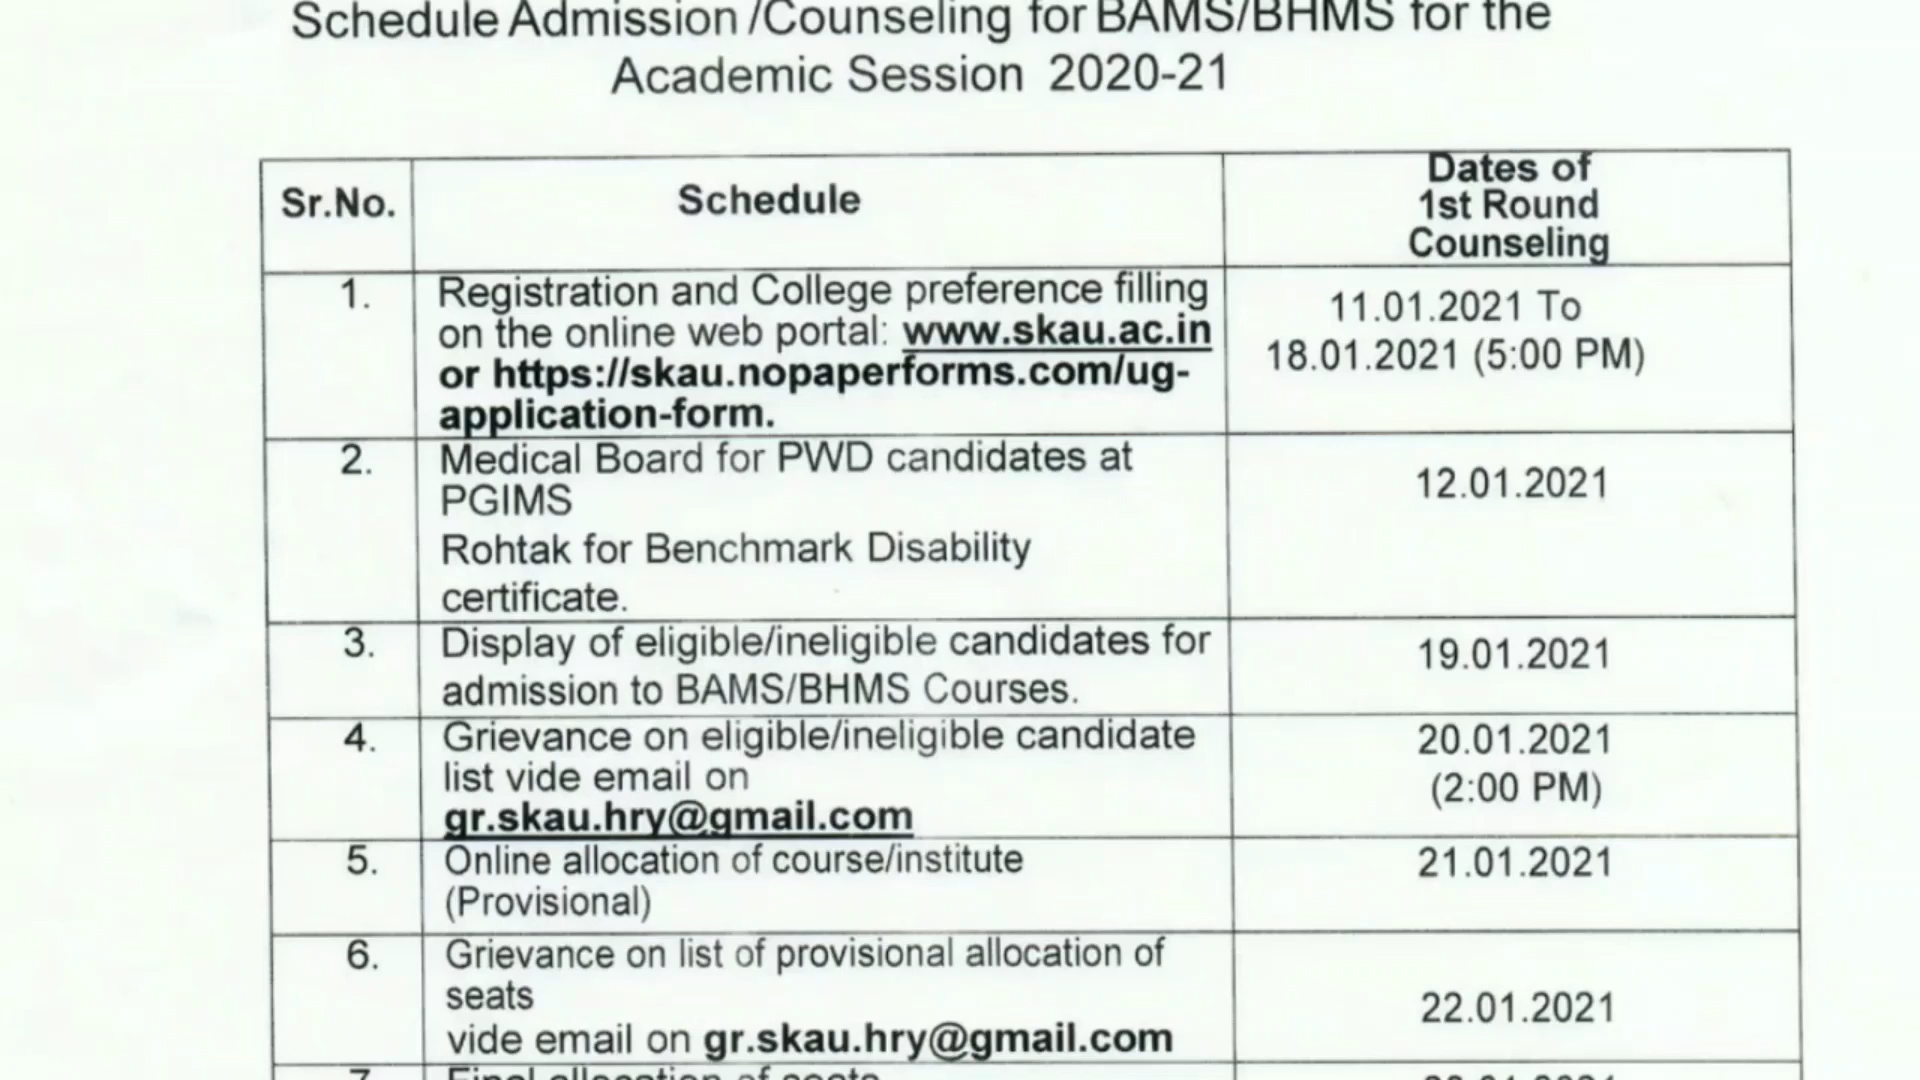 Schedule Admission /Counseling for BAMS/BHMS for the
Academic Session 2020-21
Sr.No.
Schedule
Dates of
1st Round
Counseling
1.
Registration and College preference filling
on the online web portal: www.skau.ac.in
or https://skau.nopaperforms.com/ug-
application-form.
11.01.2021 To
18.01.2021 (5:00 PM)
2.
Medical Board for PWD candidates at
PGIMS
Rohtak for Benchmark Disability
certificate.
12.01.2021
3.
Display of eligible/ineligible candidates for
admission to BAMS/BHMS Courses.
19.01.2021
4.
Grievance on eligible/ineligible candidate
list vide email on
gr.skau.hry@gmail.com
20.01.2021
(2:00 PM)
5.
Online allocation of course/institute
(Provisional)
21.01.2021
6.
Grievance on list of provisional allocation of
seats
vide email on gr.skau.hry@gmail.com
22.01.2021
7.
Final allocation of seats